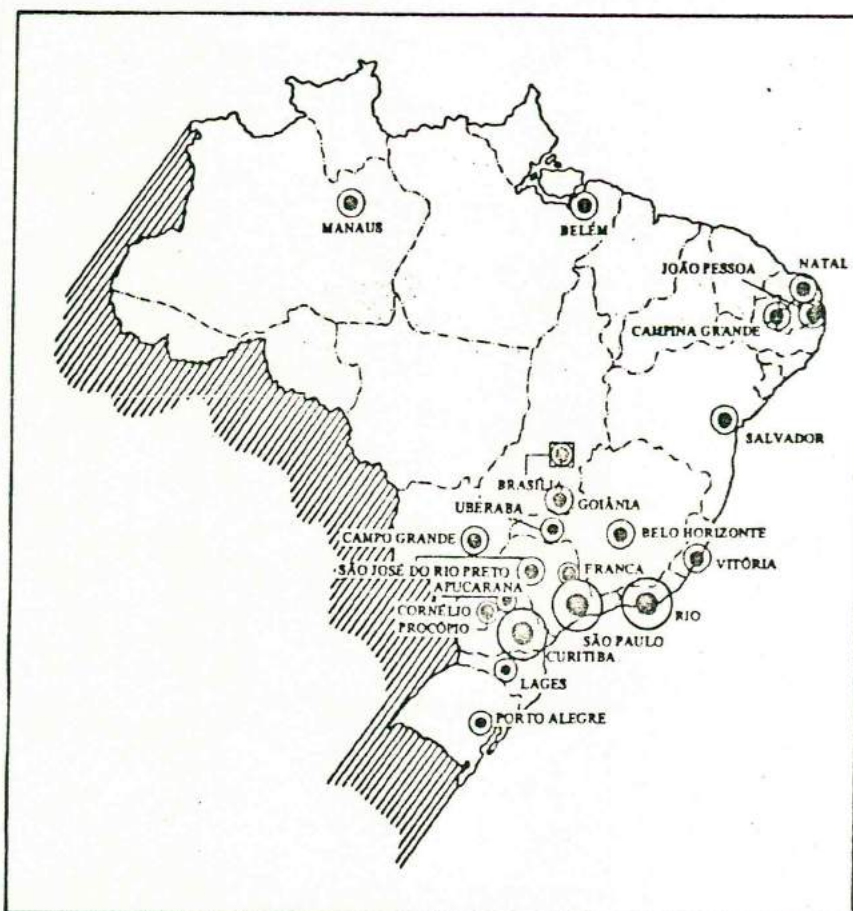 MANAUS
BELÉM
JOÃO PESSOA
NATAL
CAMPINA GRANDE
SALVADOR
BRASÍLIA
UBERABA
GOIÂNIA
CAMPO GRANDE
BELO HORIZONTE
SÃO JOSÉ DO RIO PRETO
FRANCA
VITÓRIA
APUCARANA
CORNÉLIO
PROCÓPIO
RIO
SÃO PAULO
CURITIBA
LAGES
PORTO ALEGRE